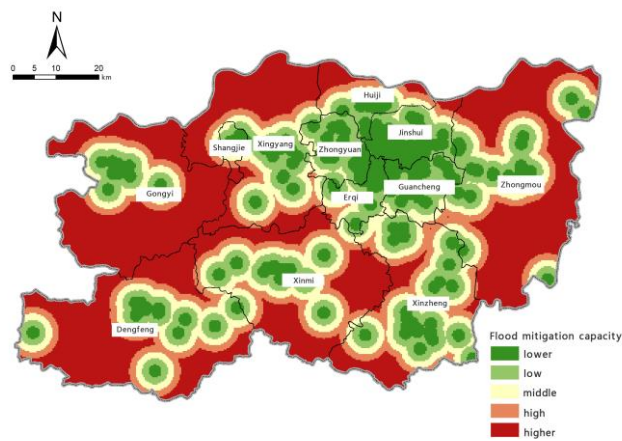 N
0 5 10 20
km
Huiji
Jinshui
Shangjie
Xingyang
Zhongyuan
Gongyi
Erqi
Guancheng
Zhongmou
Xinmi
Xinzheng
Dengfeng
Flood mitigation capacity
lower
low
middle
high
higher